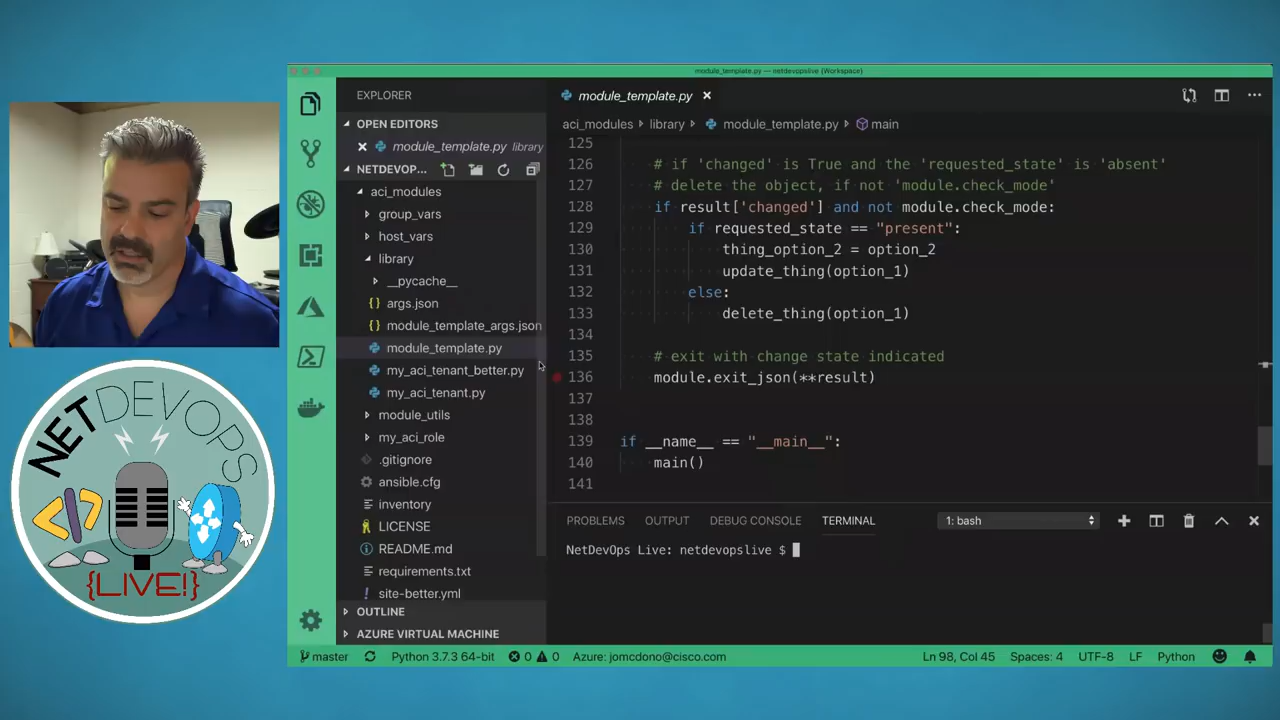 module_template.py — netdevopslive (Workspace)
EXPLORER
OPEN EDITORS
module_template.py library
NETDEVOP...
aci_modules
group_vars
host_vars
library
__pycache__
args.json
module_template_args.json
module_template.py
my_aci_tenant_better.py
my_aci_tenant.py
module_utils
my_aci_role
.gitignore
ansible.cfg
inventory
LICENSE
README.md
requirements.txt
site-better.yml
OUTLINE
AZURE VIRTUAL MACHINE
module_template.py
aci_modules library module_template.py main
125
126 # if 'changed' is True and the 'requested_state' is 'absent'
127 # delete the object, if not 'module.check_mode'
128 if result['changed'] and not module.check_mode:
129 if requested_state == "present":
130 thing_option_2 = option_2
131 update_thing(option_1)
132 else:
133 delete_thing(option_1)
134
135 # exit with change state indicated
136 module.exit_json(**result)
137
138
139 if __name__ == "__main__":
140 main()
141
PROBLEMS OUTPUT DEBUG CONSOLE TERMINAL 1: bash
NetDevOps Live: netdevopslive $
master Python 3.7.3 64-bit 0 0 Azure: jomcdono@cisco.com Ln 98, Col 45 Spaces: 4 UTF-8 LF Python
NETDEVOPS
{LIVE!}